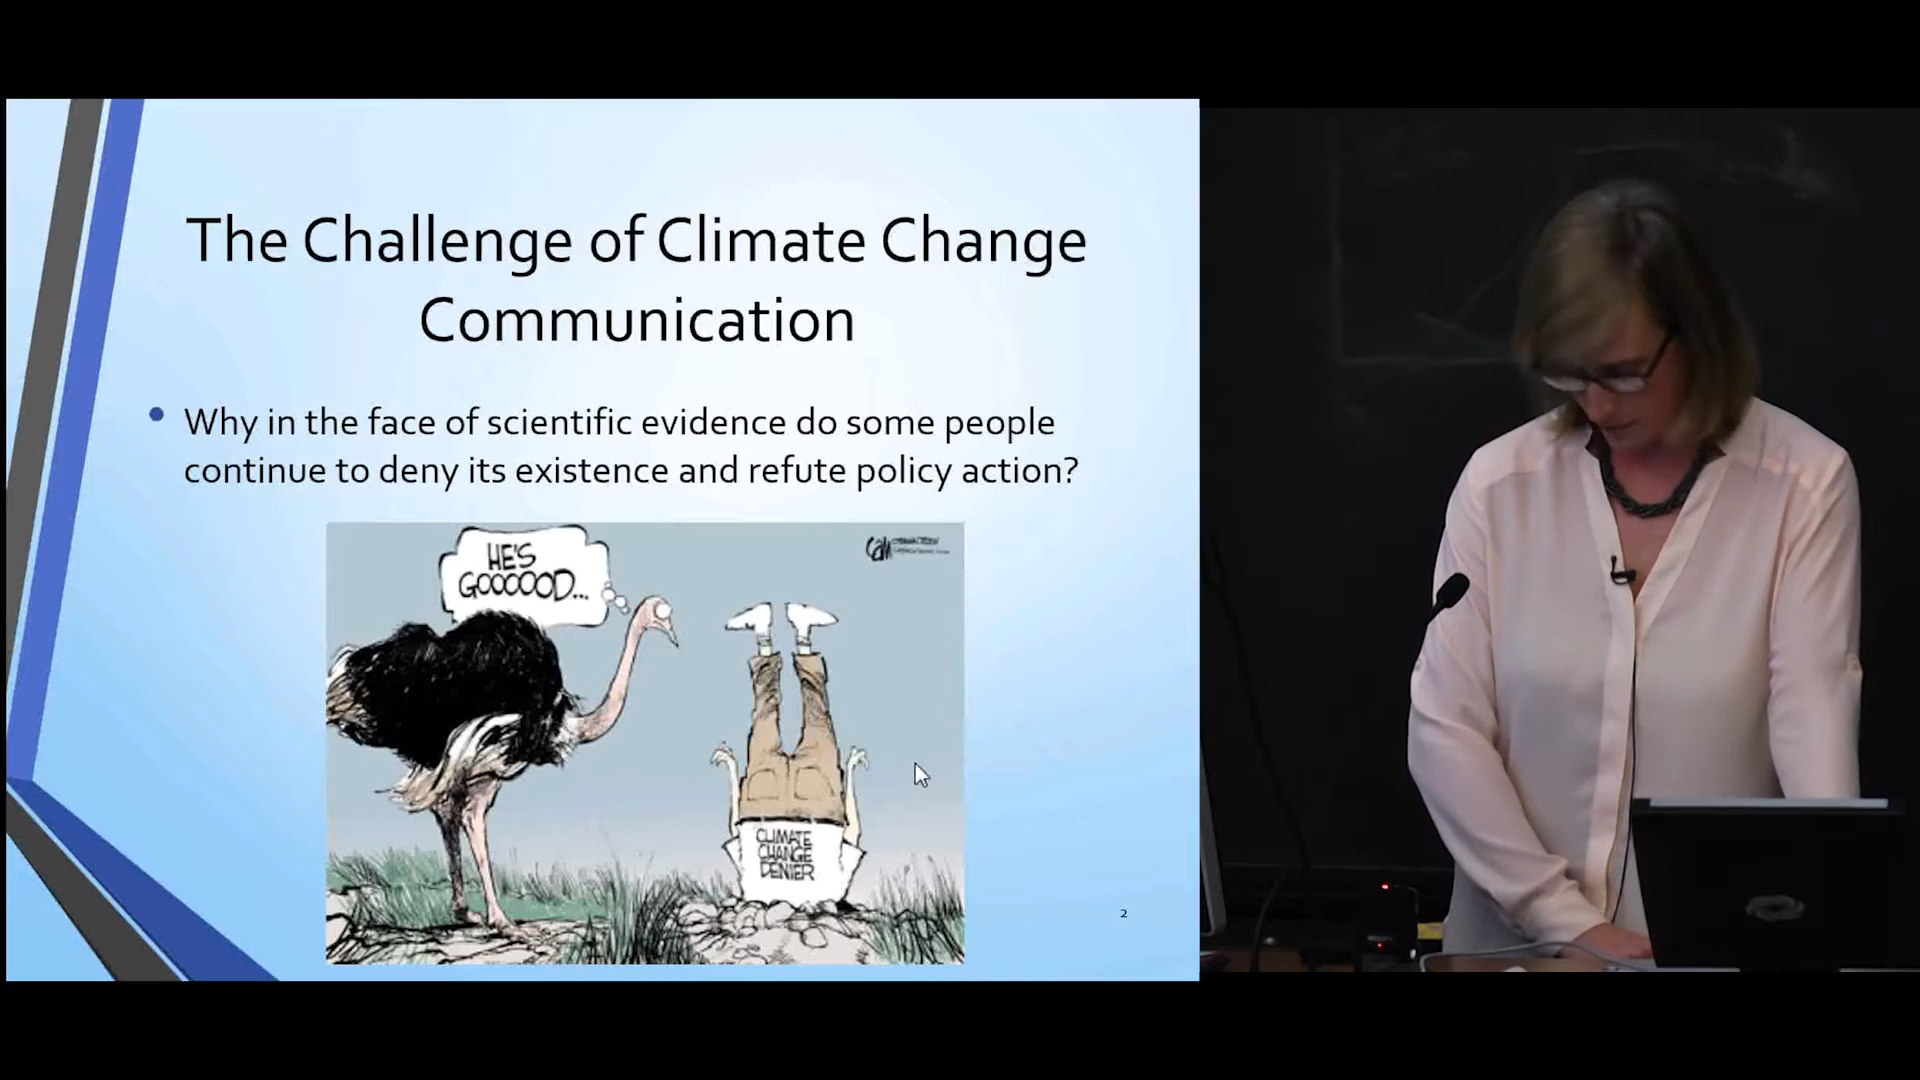 The Challenge of Climate Change
Communication
Why in the face of scientific evidence do some people
continue to deny its existence and refute policy action?
HE'S
GOOOOOD...
CLIMATE
CHANGE
DENIER
2